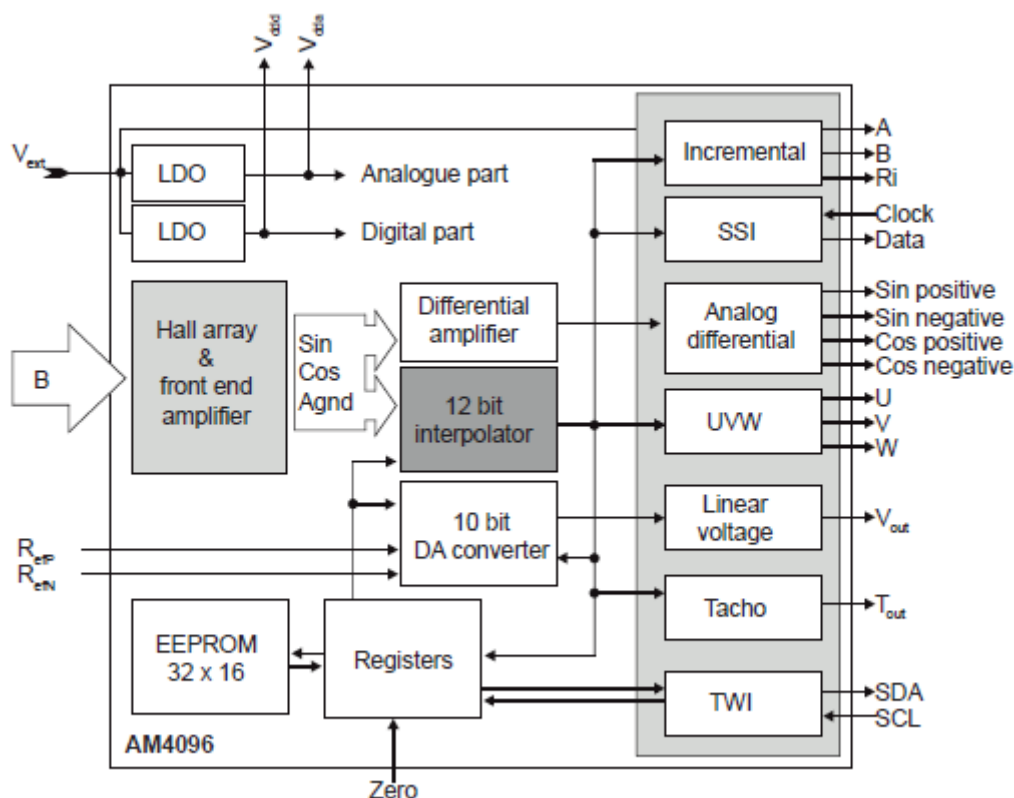 Vddd
Vdda
Vext
LDO
Analogue part
LDO
Digital part
Incremental
A
B
Ri
SSI
Clock
Data
B
Hall array
&
front end
amplifier
Sin
Cos
Agnd
Differential
amplifier
12 bit
interpolator
Analog
differential
Sin positive
Sin negative
Cos positive
Cos negative
UVW
U
V
W
RefP
RefN
10 bit
DA converter
Linear
voltage
Vout
Tacho
Tout
EEPROM
32 x 16
Registers
TWI
SDA
SCL
AM4096
Zero